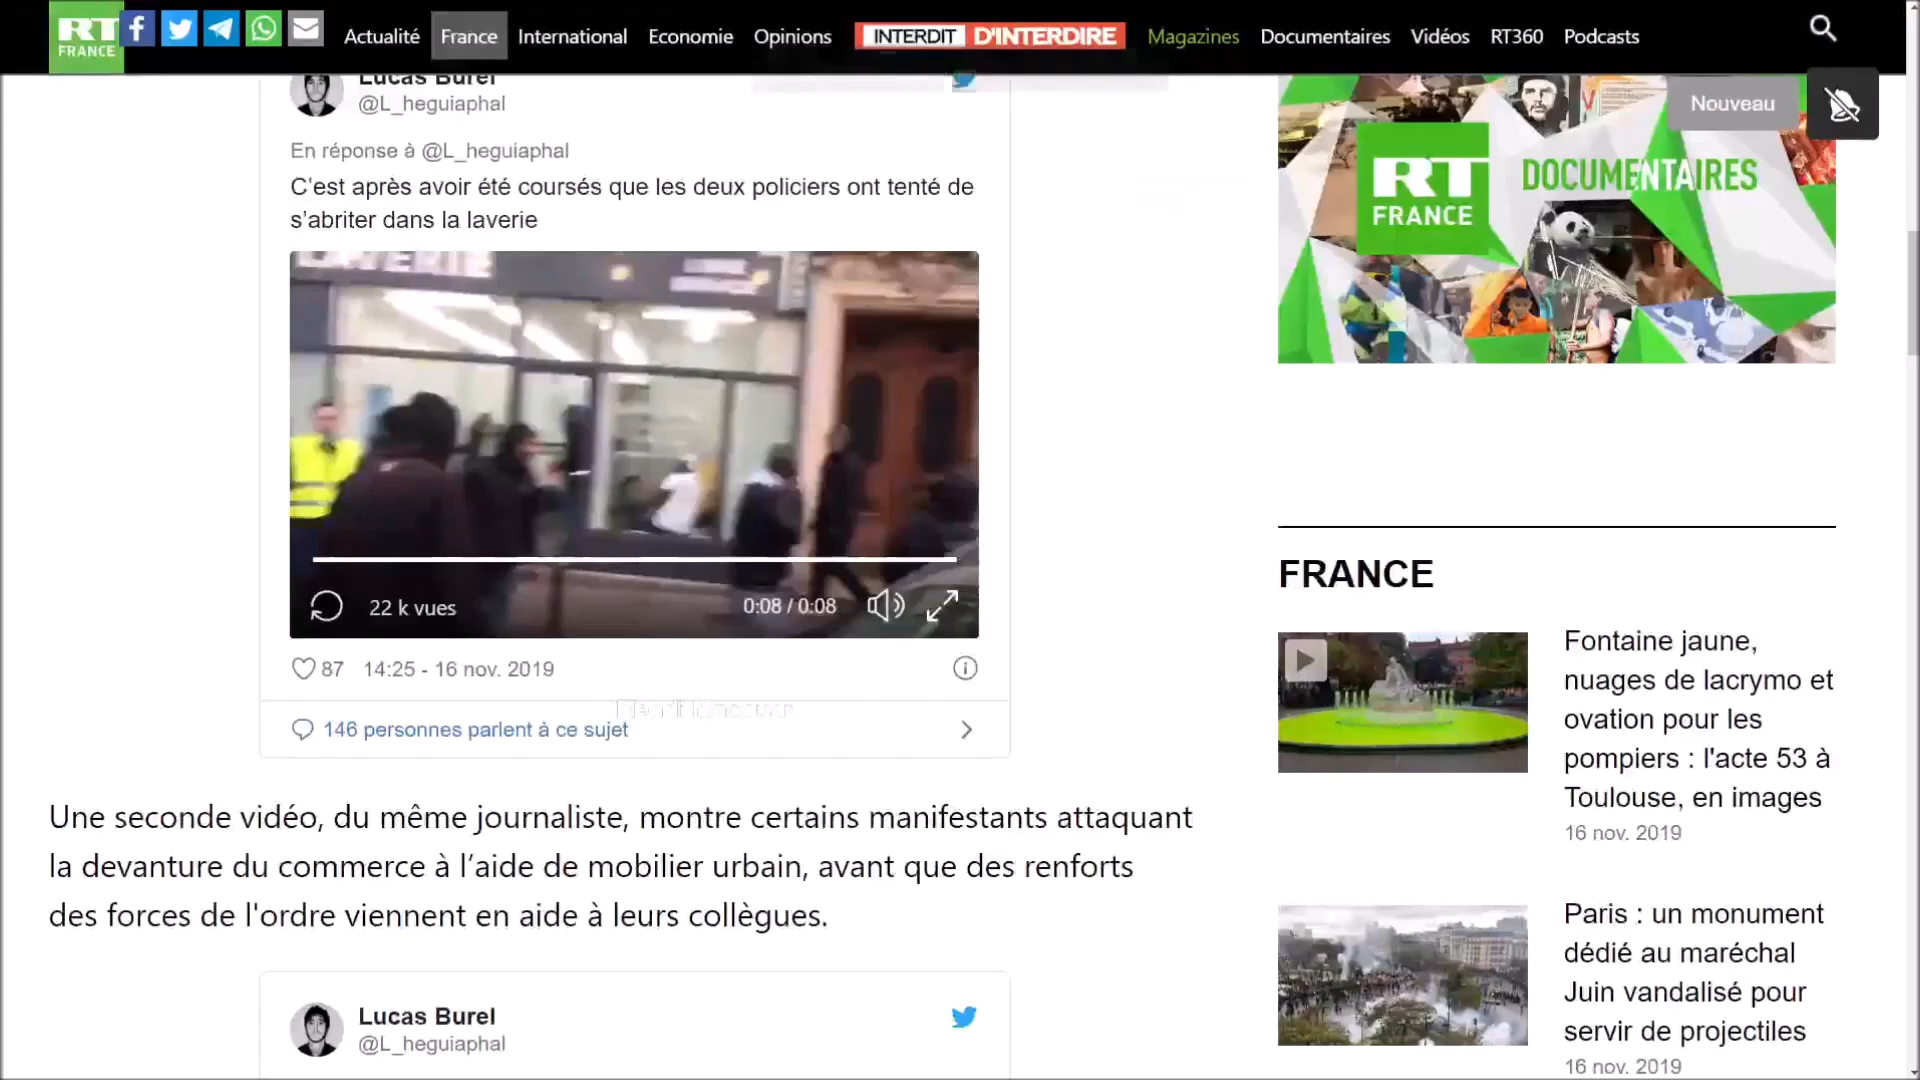 RT
FRANCE
Actualité
France
International
Economie
Opinions
INTERDIT D'INTERDIRE
Magazines
Documentaires
Vidéos
RT360
Podcasts
Lucas Burel
@L_heguiaphal
En réponse à @L_heguiaphal
C'est après avoir été coursés que les deux policiers ont tenté de
s'abriter dans la laverie
LAVERIE
22 k vues
0:08 / 0:08
87 14:25 - 16 nov. 2019
146 personnes parlent à ce sujet
Une seconde vidéo, du même journaliste, montre certains manifestants attaquant
la devanture du commerce à l'aide de mobilier urbain, avant que des renforts
des forces de l'ordre viennent en aide à leurs collègues.
Lucas Burel
@L_heguiaphal
Nouveau
RT
FRANCE
DOCUMENTAIRES
FRANCE
Fontaine jaune,
nuages de lacrymo et
ovation pour les
pompiers : l'acte 53 à
Toulouse, en images
16 nov. 2019
Paris : un monument
dédié au maréchal
Juin vandalisé pour
servir de projectiles
16 nov. 2019